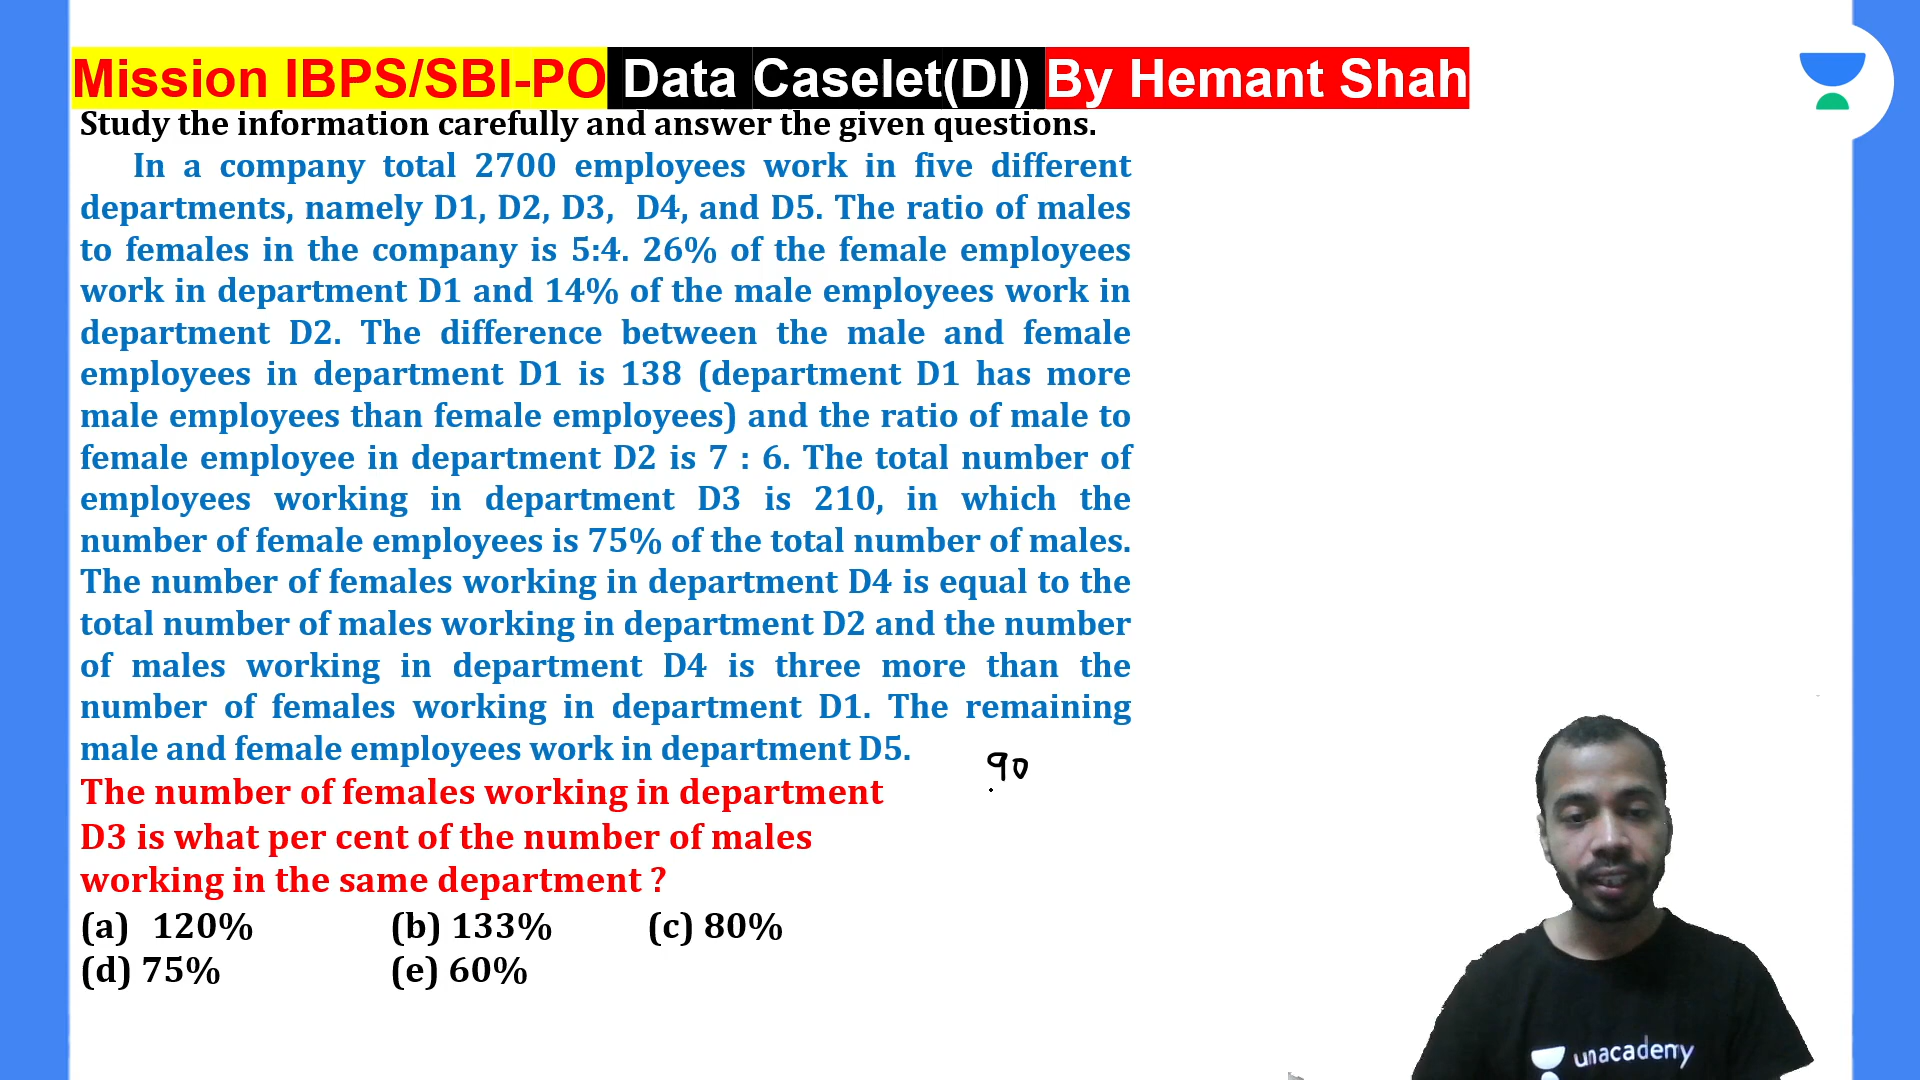 Mission IBPS/SBI-PO Data Caselet(DI) By Hemant Shah
Study the information carefully and answer the given questions.
In a company total 2700 employees work in five different
departments, namely D1, D2, D3, D4, and D5. The ratio of males
to females in the company is 5:4. 26% of the female employees
work in department D1 and 14% of the male employees work in
department D2. The difference between the male and female
employees in department D1 is 138 (department D1 has more
male employees than female employees) and the ratio of male to
female employee in department D2 is 7 : 6. The total number of
employees working in department D3 is 210, in which the
number of female employees is 75% of the total number of males.
The number of females working in department D4 is equal to the
total number of males working in department D2 and the number
of males working in department D4 is three more than the
number of females working in department D1. The remaining
male and female employees work in department D5.
90
The number of females working in department
D3 is what per cent of the number of males
working in the same department ?
(a) 120% (b) 133% (c) 80%
(d) 75% (e) 60%
unacademy